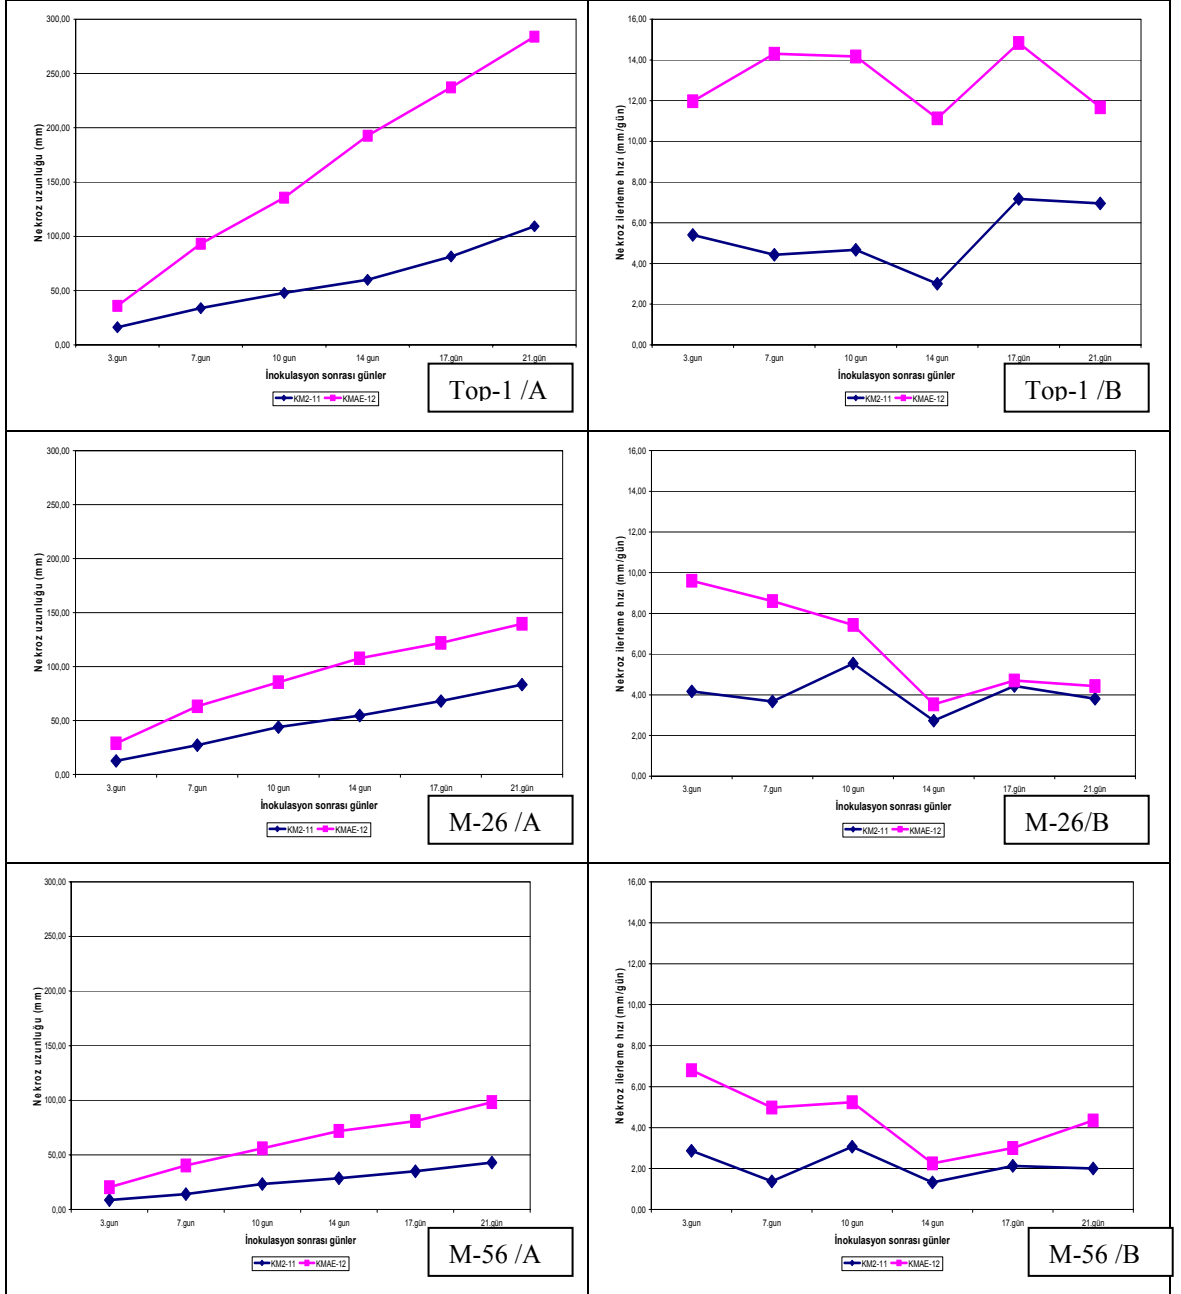 Nekroz uzunluğu (mm)
300,00
250,00
200,00
150,00
100,00
50,00
0,00
3.gun 7.gun 10 gun 14 gun 17.gün 21.gün
İnokulasyon sonrası günler
KM2-11 KMAE-12
Top-1 /A
Nekroz ilerleme hızı (mm/gün)
16,00
14,00
12,00
10,00
8,00
6,00
4,00
2,00
0,00
3.gun 7.gun 10 gun 14 gun 17.gün 21.gün
İnokulasyon sonrası günler
KM2-11 KMAE-12
Top-1 /B
Nekroz uzunluğu (mm)
300,00
250,00
200,00
150,00
100,00
50,00
0,00
3.gun 7.gun 10 gun 14 gun 17.gün 21.gün
İnokulasyon sonrası günler
KM2-11 KMAE-12
M-26 /A
Nekroz ilerleme hızı (mm/gün)
16,00
14,00
12,00
10,00
8,00
6,00
4,00
2,00
0,00
3.gun 7.gun 10 gun 14 gun 17.gün 21.gün
İnokulasyon sonrası günler
KM2-11 KMAE-12
M-26/B
Nekroz uzunluğu (mm)
300,00
250,00
200,00
150,00
100,00
50,00
0,00
3.gun 7.gun 10 gun 14 gun 17.gün 21.gün
İnokulasyon sonrası günler
KM2-11 KMAE-12
M-56 /A
Nekroz ilerleme hızı (mm/gün)
16,00
14,00
12,00
10,00
8,00
6,00
4,00
2,00
0,00
3.gun 7.gun 10 gun 14 gun 17.gün 21.gün
İnokulasyon sonrası günler
KM2-11 KMAE-12
M-56 /B